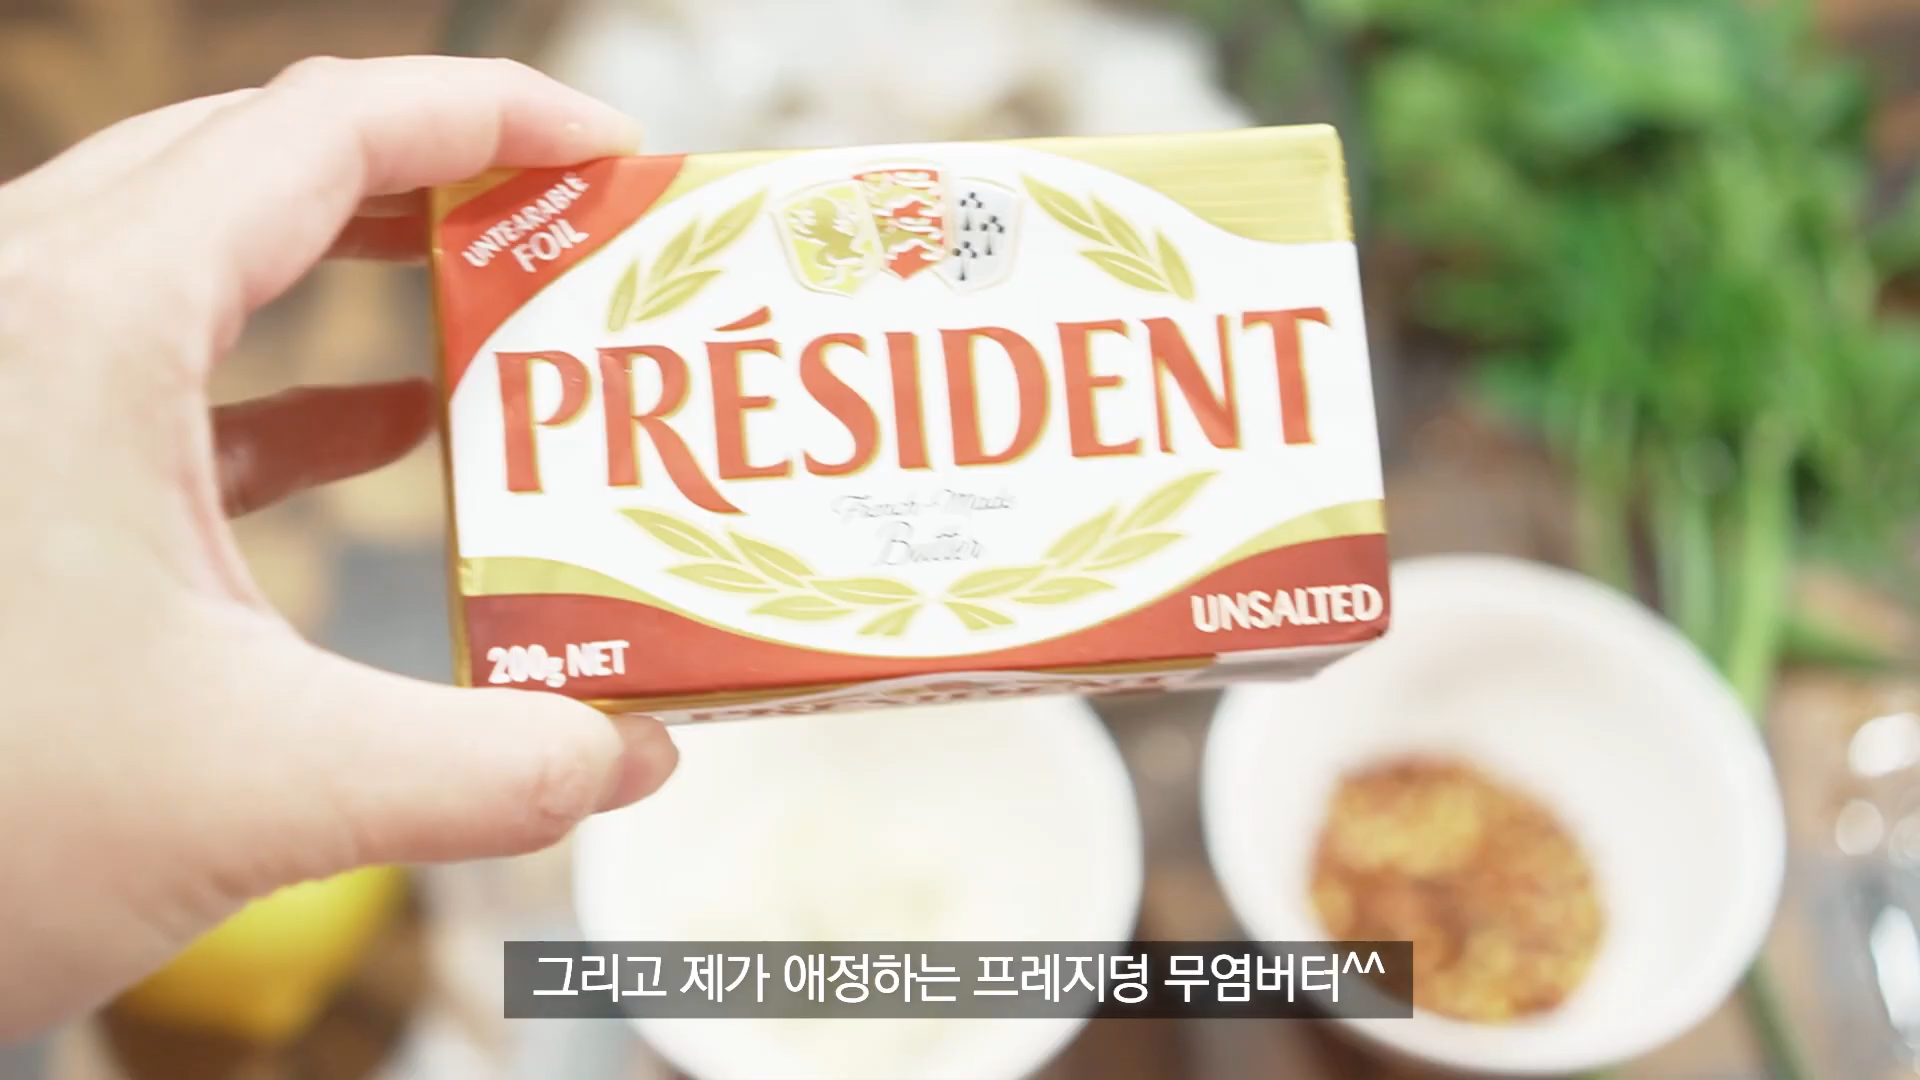 UNTEARABLE
FOIL
PRÉSIDENT
French-Made
Butter
UNSALTED
200g NET
그리고 제가 애정하는 프레지덩 무염버터^^